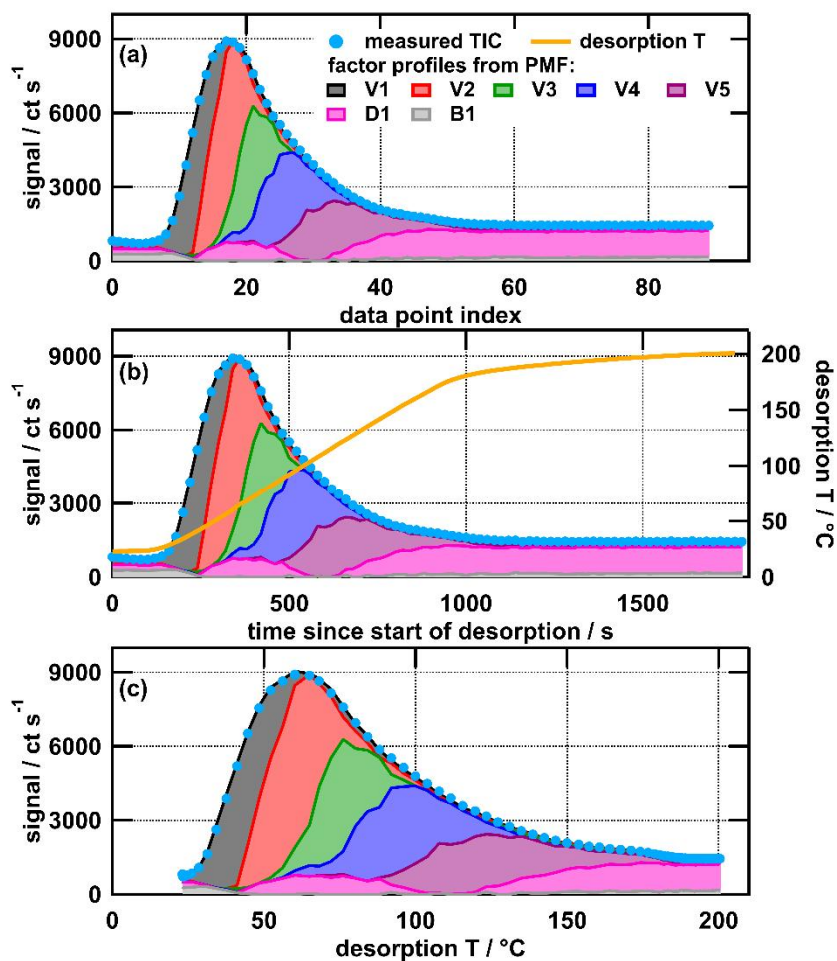 (a)
measured TIC
desorption T
factor profiles from PMF:
V1 V2 V3 V4 V5
D1 B1
9000
6000
3000
0
signal / ct s⁻¹
0 20 40 60 80
data point index
(b)
9000
6000
3000
0
signal / ct s⁻¹
200
150
100
50
0
desorption T / °C
0 500 1000 1500
time since start of desorption / s
(c)
9000
6000
3000
0
signal / ct s⁻¹
0 50 100 150 200
desorption T / °C